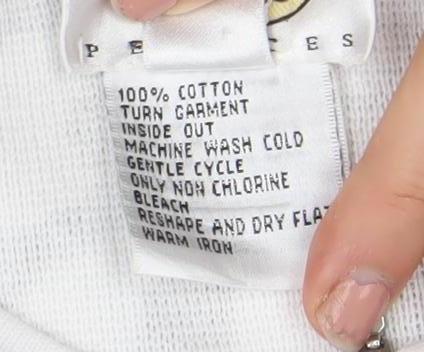 100% COTTON
TURN GARMENT
INSIDE OUT
MACHINE WASH COLD
GENTLE CYCLE
ONLY NON CHLORINE
BLEACH
RESHAPE AND DRY FLAT
WARM IRON